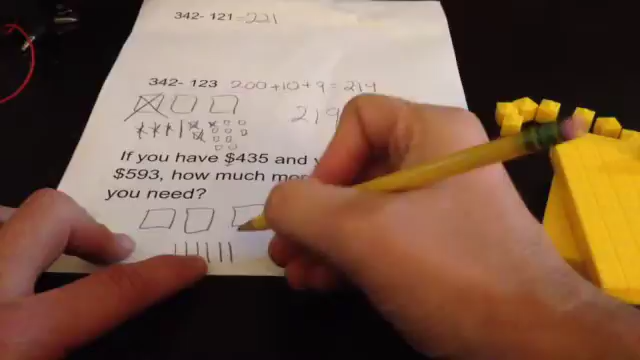 342- 121 = 221
342- 123 200+10+9 = 219
219
If you have $435 and
$593, how much
you need?